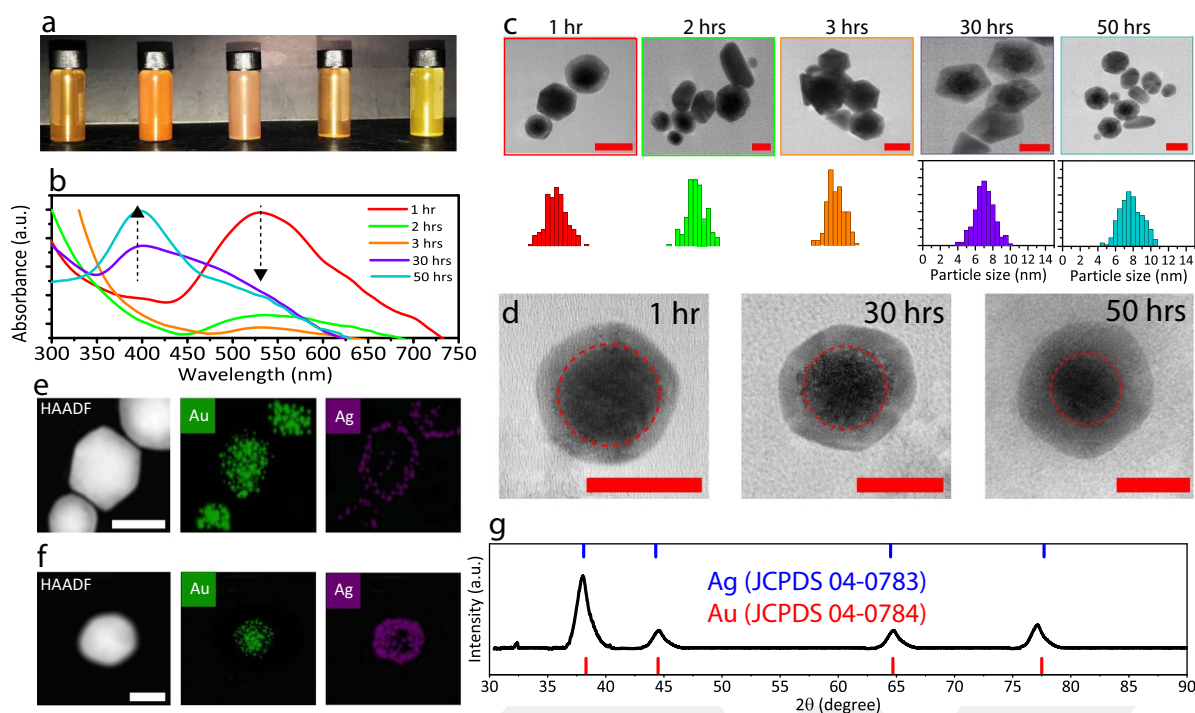 a
b
Absorbance (a.u.)
1 hr
2 hrs
3 hrs
30 hrs
50 hrs
300 350 400 450 500 550 600 650 700 750
Wavelength (nm)
c
1 hr 2 hrs 3 hrs 30 hrs 50 hrs
0 2 4 6 8 10 12 14
Particle size (nm)
0 2 4 6 8 10 12 14
Particle size (nm)
d
1 hr
30 hrs
50 hrs
e
HAADF Au Ag
f
HAADF Au Ag
g
Intensity (a.u.)
Ag (JCPDS 04-0783)
Au (JCPDS 04-0784)
30 35 40 45 50 55 60 65 70 75 80 85 90
2θ (degree)